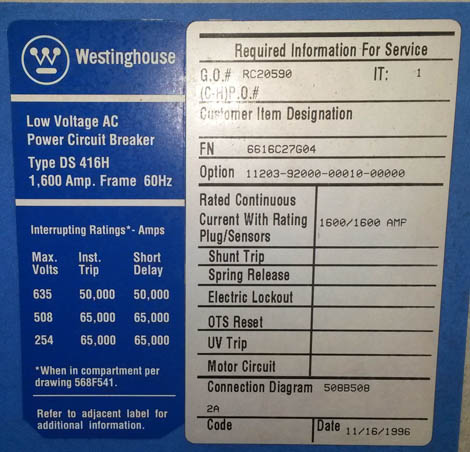 Westinghouse
Low Voltage AC
Power Circuit Breaker
Type DS 416H
1,600 Amp. Frame 60Hz
Interrupting Ratings*- Amps
Max. Volts Inst. Trip Short Delay
635 50,000 50,000
508 65,000 65,000
254 65,000 65,000
*When in compartment per
drawing 568F541.
Refer to adjacent label for
additional information.
Required Information For Service
G.O.# RC20590 IT: 1
(C-H)P.O.#
Customer Item Designation
FN 6616C27G04
Option 11203-92000-00010-00000
Rated Continuous
Current With Rating 1600/1600 AMP
Plug/Sensors
Shunt Trip
Spring Release
Electric Lockout
OTS Reset
UV Trip
Motor Circuit
Connection Diagram 508B508
2A
Code Date 11/16/1996